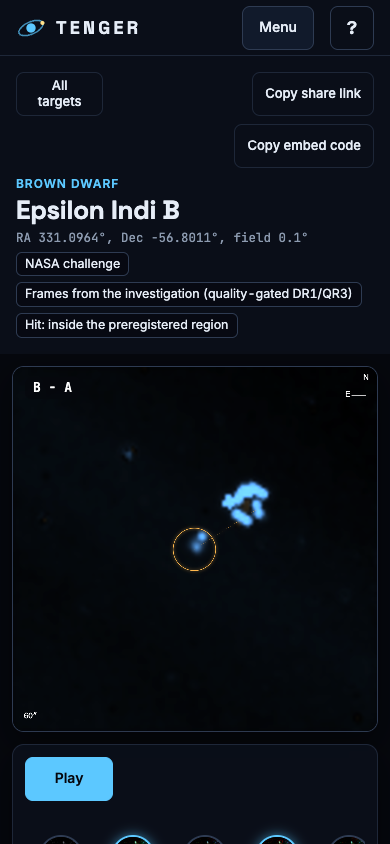 TENGER
Menu
?
All
targets
Copy share link
Copy embed code
BROWN DWARF
Epsilon Indi B
RA 331.0964°, Dec -56.8011°, field 0.1°
NASA challenge
Frames from the investigation (quality-gated DR1/QR3)
Hit: inside the preregistered region
B - A
N
E
60″
Play